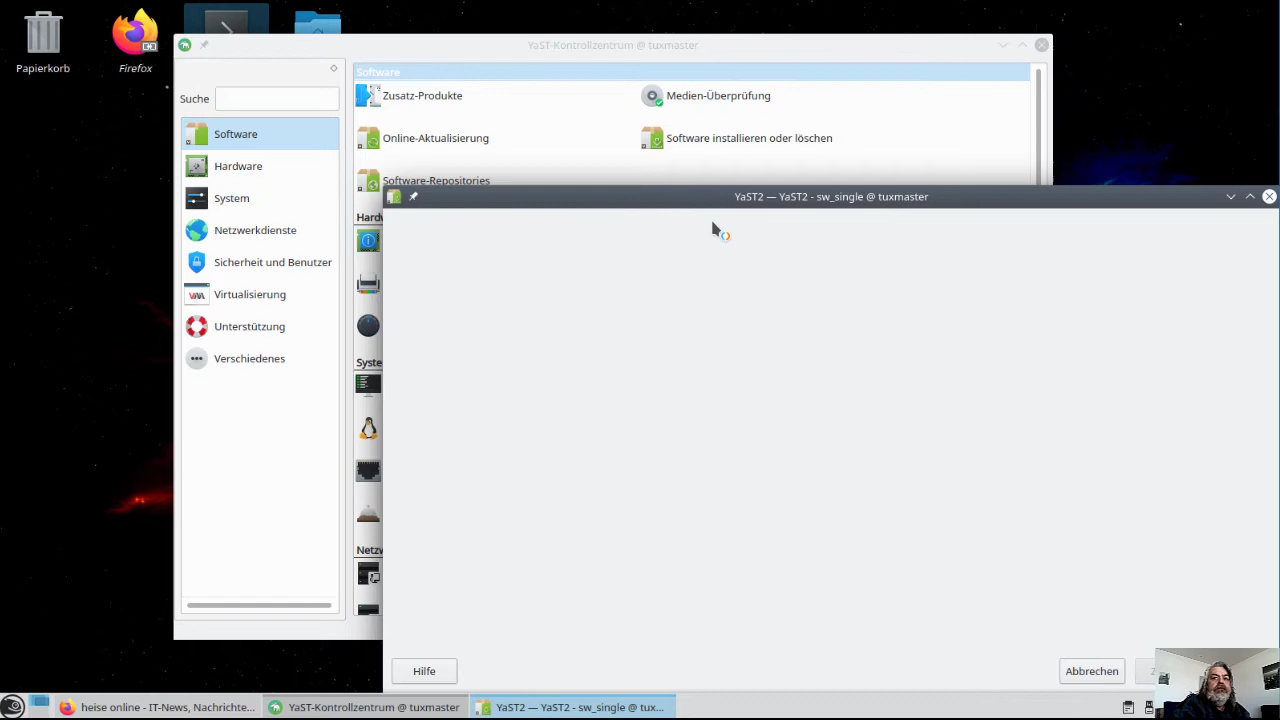 Papierkorb
Firefox
YaST-Kontrollzentrum @ tuxmaster
Suche
Software
Hardware
System
Netzwerkdienste
Sicherheit und Benutzer
Virtualisierung
Unterstützung
Verschiedenes
Software
Zusatz-Produkte
Medien-Überprüfung
Online-Aktualisierung
Software installieren oder löschen
Software-Repositories
Hardw
Syste
Netzw
YaST2 — YaST2 - sw_single @ tuxmaster
Hilfe
Abbrechen
heise online - IT-News, Nachrichte...
YaST-Kontrollzentrum @ tuxmaster
YaST2 — YaST2 - sw_single @ tux...